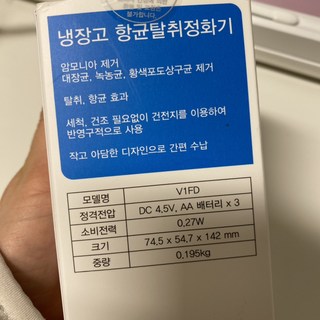 불가합니다
냉장고 항균탈취정화기
암모니아 제거
대장균, 녹농균, 황색포도상구균 제거
탈취, 항균 효과
세척, 건조 필요없이 건전지를 이용하여
반영구적으로 사용
작고 아담한 디자인으로 간편 수납
모델명 V1FD
정격전압 DC 4.5V, AA 배터리 x 3
소비전력 0.27W
크기 74.5 x 54.7 x 142 mm
중량 0.195kg